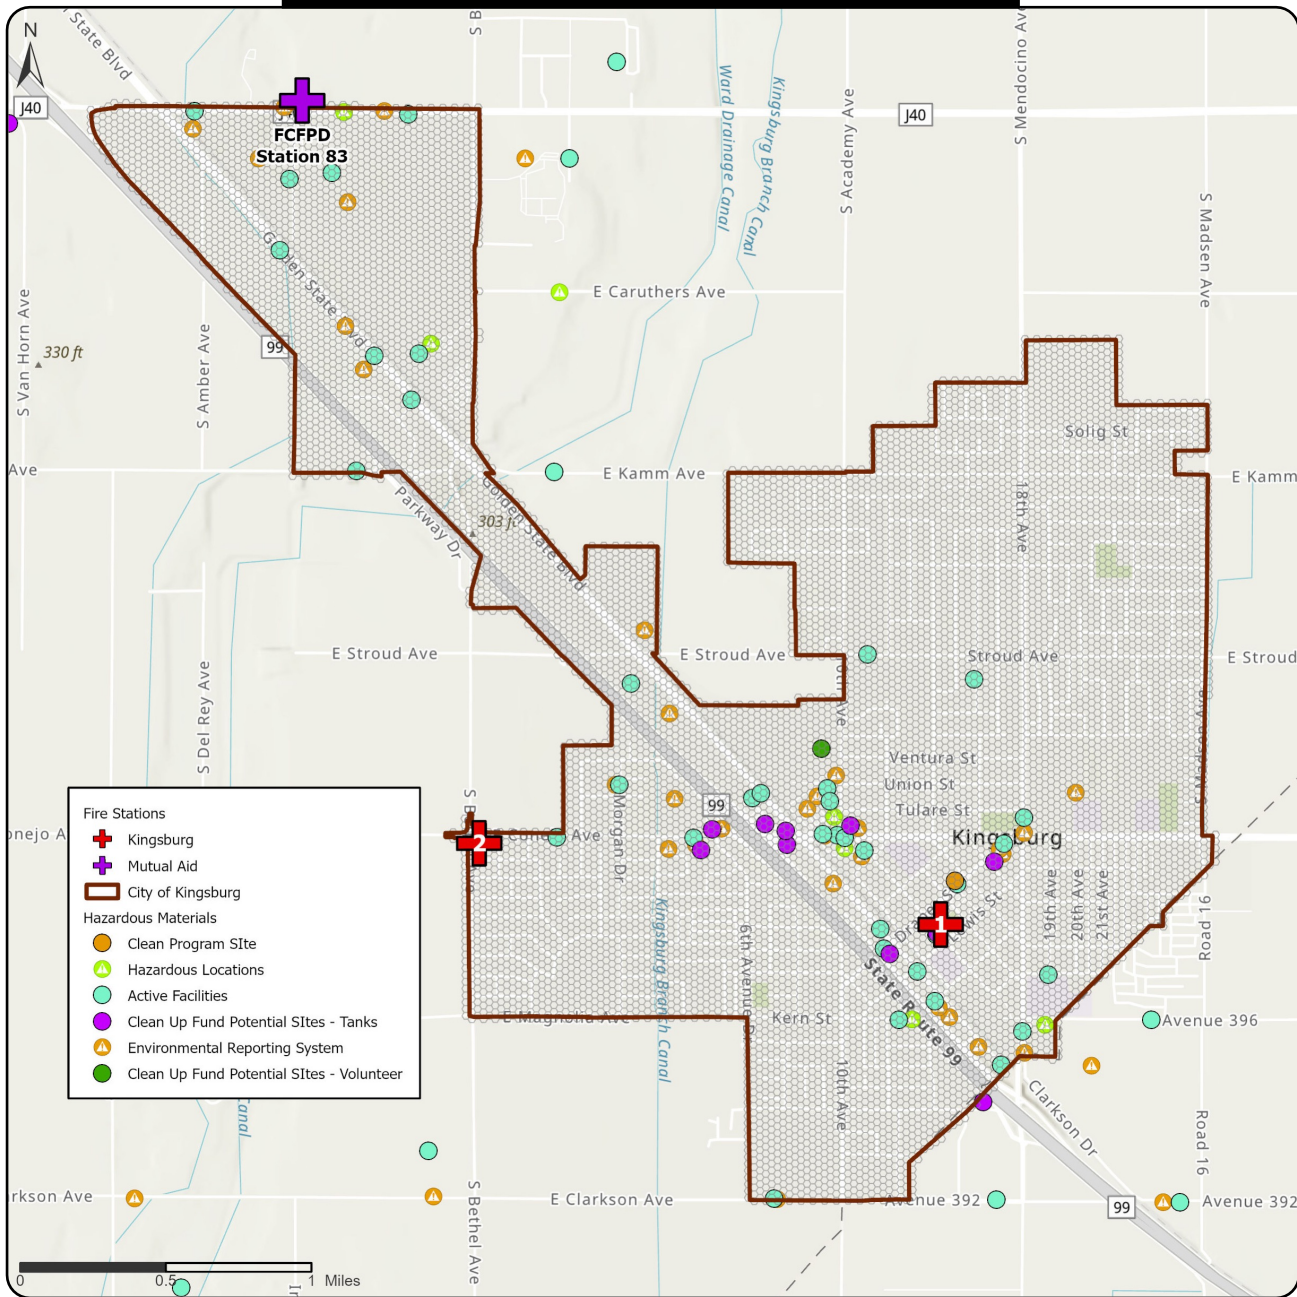 N
State Blvd
J40
S B
Ward Drainage Canal
Kingsburg Branch Canal
S Academy Ave
J40
S Mendocino Ave
S Madsen Ave
FCFPD
Station 83
Golden State Blvd
E Caruthers Ave
S Van Horn Ave
330 ft
S Amber Ave
99
Solig St
Ave
E Kamm Ave
E Kamm
Parkway Dr
303 ft
Golden State Blvd
18th Ave
E Stroud Ave
E Stroud Ave
Stroud Ave
E Stroud
S Del Rey Ave
Ventura St
Union St
Tulare St
99
Kingsburg
onejo A
2
Ave
Morgan Dr
Fire Stations
Kingsburg
Mutual Aid
City of Kingsburg
Hazardous Materials
Clean Program SIte
Hazardous Locations
Active Facilities
Clean Up Fund Potential SItes - Tanks
Environmental Reporting System
Clean Up Fund Potential SItes - Volunteer
1
Lewis St
19th Ave
20th Ave
21st Ave
Road 16
Kingsburg Branch Canal
6th Avenue Dr
State Route 99
E Magnolia Ave
Kern St
Avenue 396
10th Ave
Clarkson Dr
Road 16
Canal
rkson Ave
S Bethel Ave
E Clarkson Ave
Avenue 392
99
Avenue 392
0
0.5
1 Miles